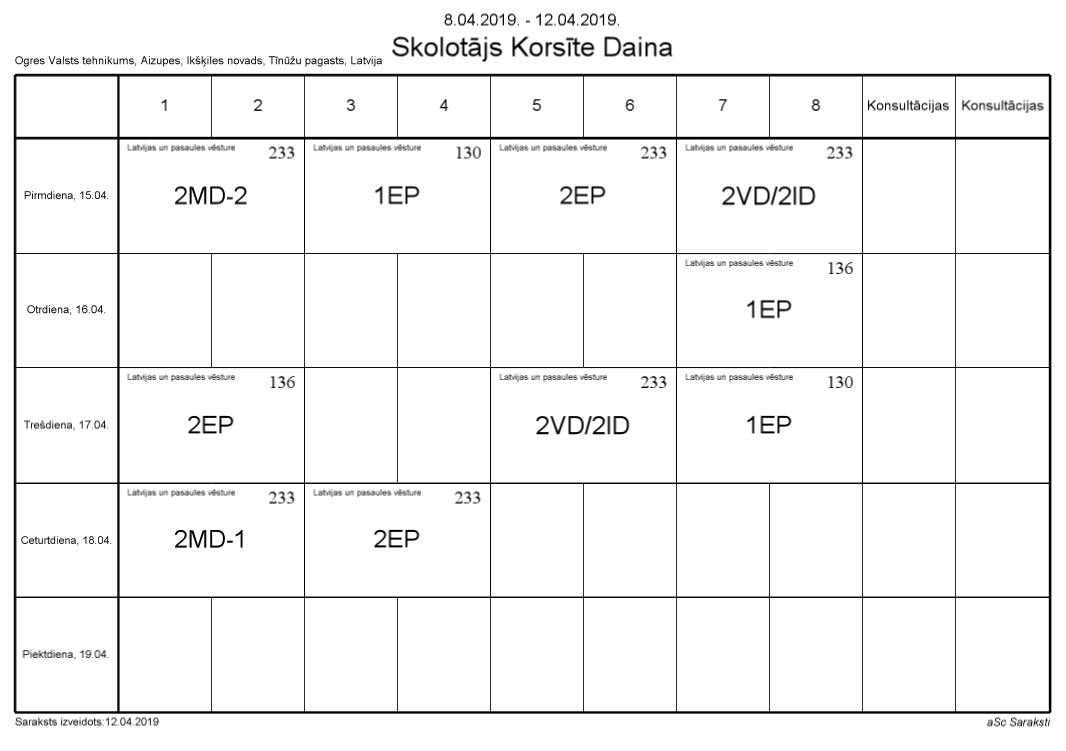 8.04.2019. - 12.04.2019.
Skolotājs Korsīte Daina
Ogres Valsts tehnikums, Aizupes, Ikšķiles novads, Tīnūžu pagasts, Latvija
1 2 3 4 5 6 7 8 Konsultācijas Konsultācijas
Latvijas un pasaules vēsture 233 Latvijas un pasaules vēsture 130 Latvijas un pasaules vēsture 233 Latvijas un pasaules vēsture 233
Pirmdiena, 15.04. 2MD-2 1EP 2EP 2VD/2ID
Latvijas un pasaules vēsture 136
Otrdiena, 16.04. 1EP
Latvijas un pasaules vēsture 136 Latvijas un pasaules vēsture 233 Latvijas un pasaules vēsture 130
Trešdiena, 17.04. 2EP 2VD/2ID 1EP
Latvijas un pasaules vēsture 233 Latvijas un pasaules vēsture 233
Ceturtdiena, 18.04. 2MD-1 2EP
Piektdiena, 19.04.
Saraksts izveidots:12.04.2019 aSc Saraksti